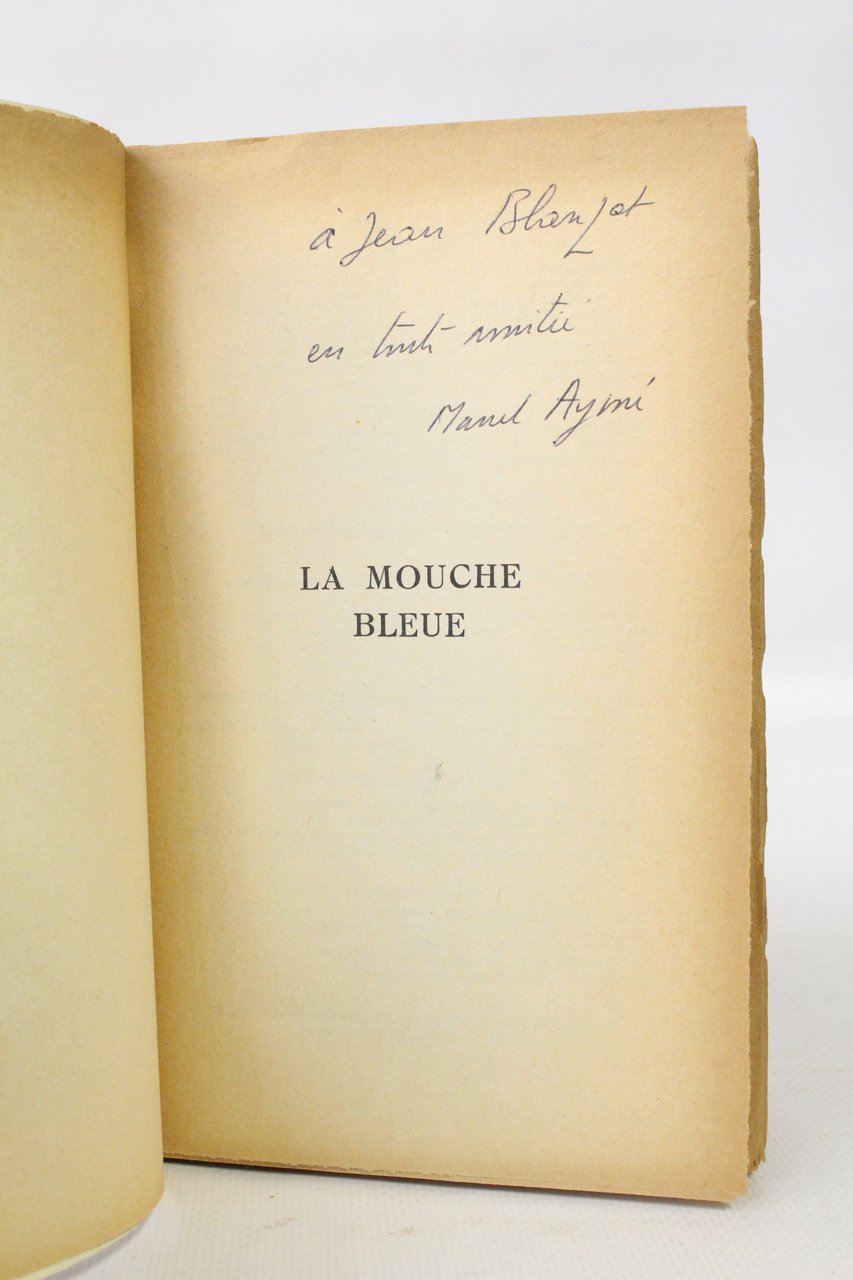 à Jean Blanzat
en toute amitié
Marcel Aymé
LA MOUCHE
BLEUE